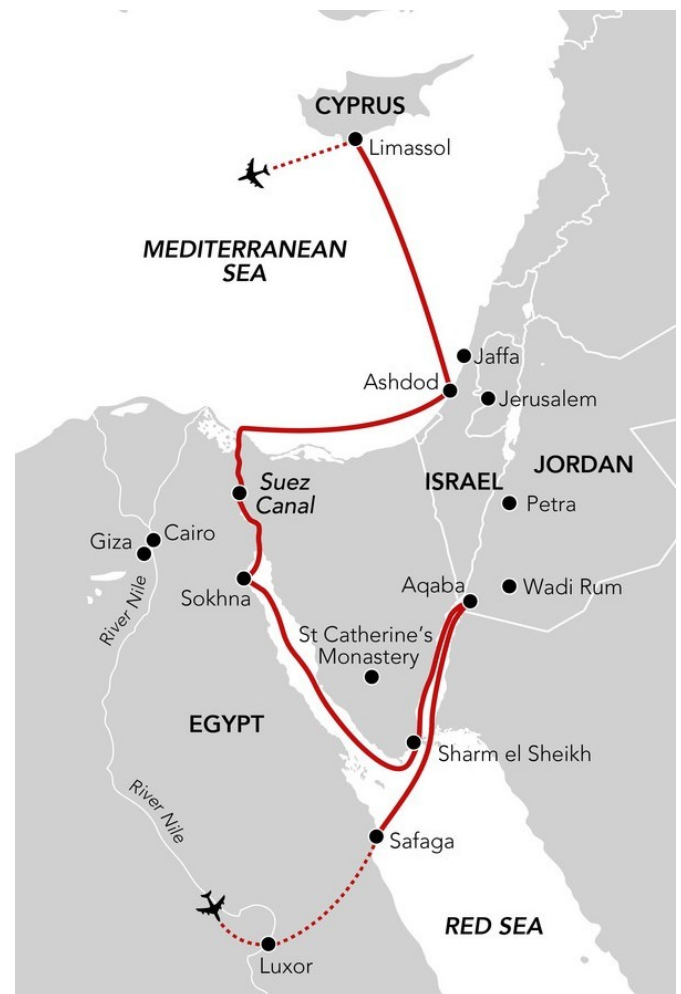 CYPRUS
Limassol
MEDITERRANEAN
SEA
Jaffa
Ashdod
Jerusalem
ISRAEL
JORDAN
Suez
Canal
Petra
Cairo
Giza
River Nile
Sokhna
Aqaba
Wadi Rum
St Catherine's
Monastery
EGYPT
Sharm el Sheikh
River Nile
Safaga
RED SEA
Luxor